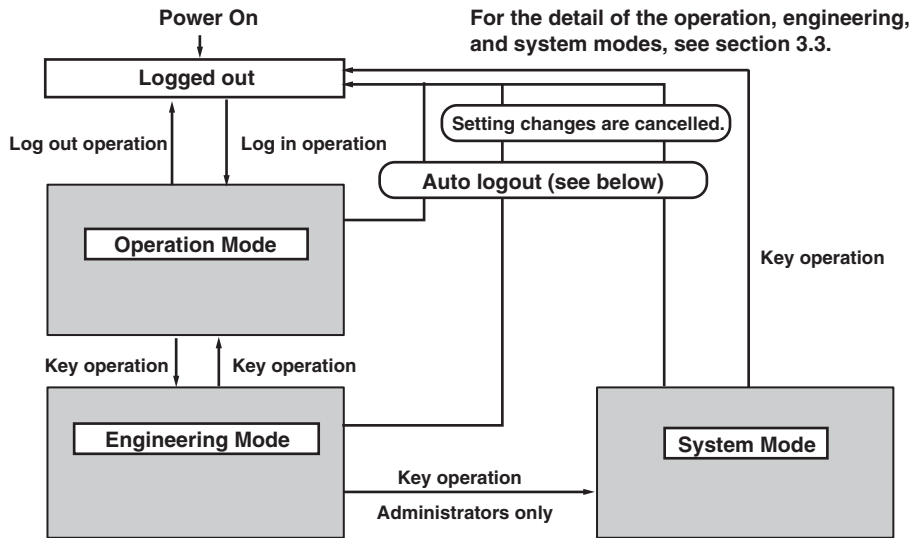 Power On
For the detail of the operation, engineering,
and system modes, see section 3.3.
Logged out
Setting changes are cancelled.
Log out operation
Log in operation
Auto logout (see below)
Operation Mode
Key operation
Key operation
Key operation
Engineering Mode
System Mode
Key operation
Administrators only